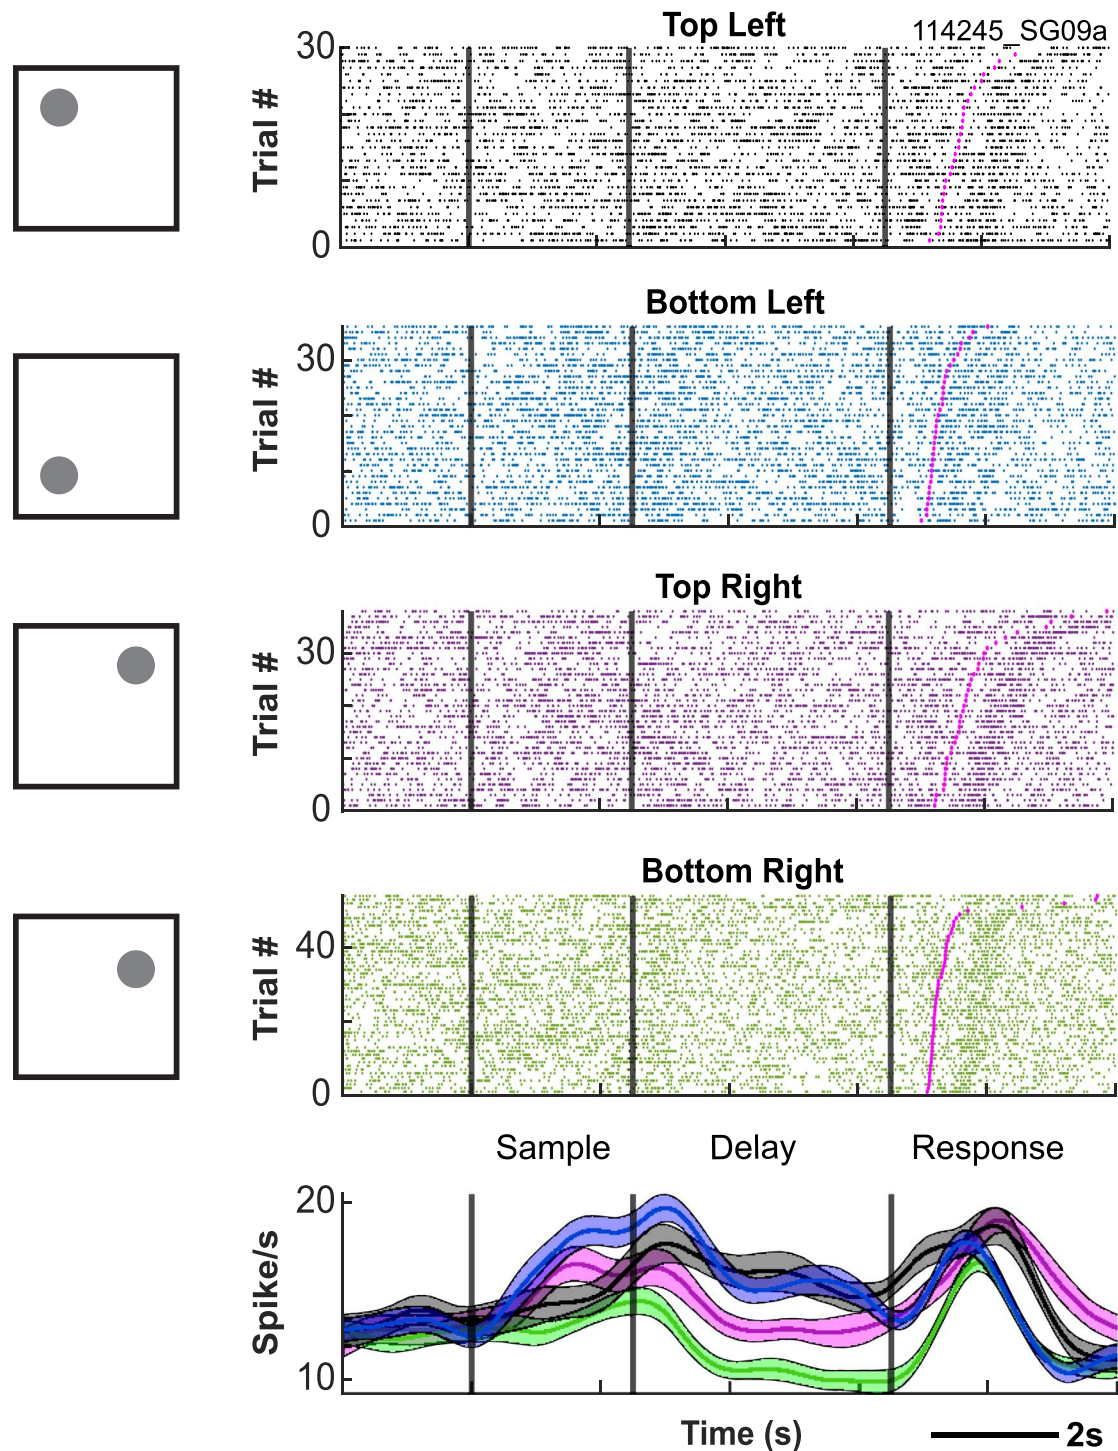 Top Left
114245_SG09a
30
Trial #
0
Bottom Left
30
Trial #
0
Top Right
30
Trial #
0
Bottom Right
40
Trial #
0
Sample Delay Response
20
Spike/s
10
Time (s)
2s